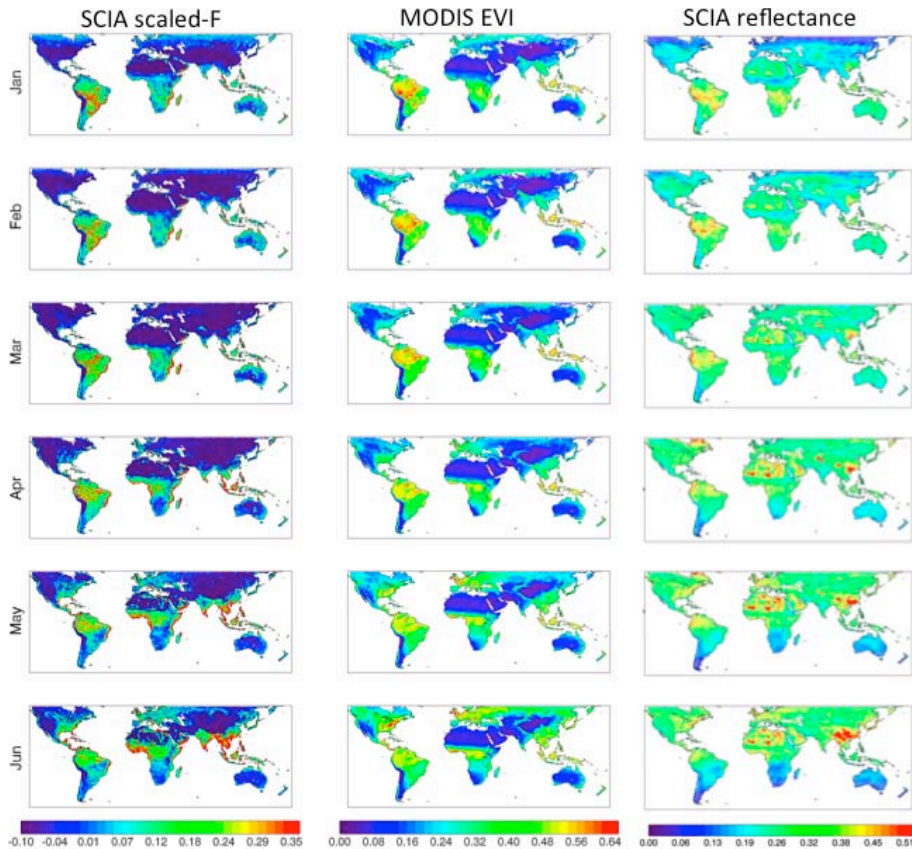 SCIA scaled-F MODIS EVI SCIA reflectance
Jan
Feb
Mar
Apr
May
Jun
-0.10 -0.04 0.01 0.07 0.12 0.18 0.24 0.29 0.35 0.00 0.08 0.16 0.24 0.32 0.40 0.48 0.56 0.64 0.00 0.06 0.13 0.19 0.26 0.32 0.38 0.45 0.51